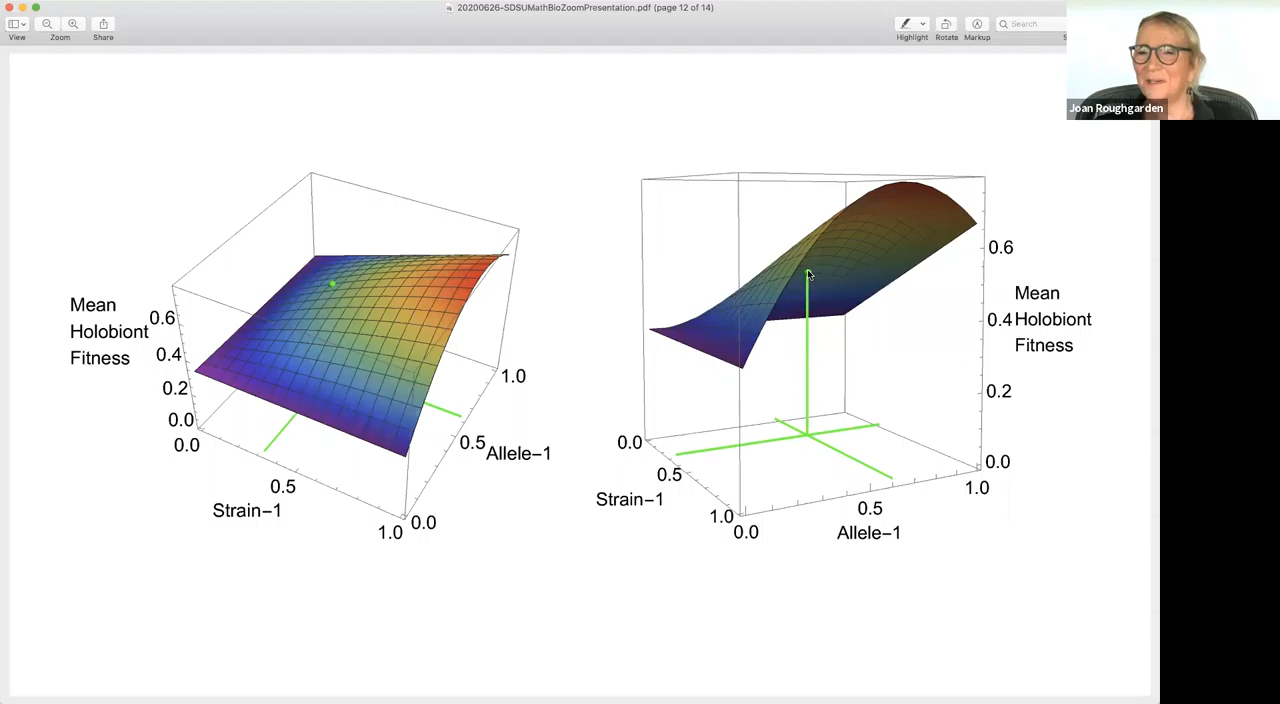 20200626-SDSUMathBioZoomPresentation.pdf (page 12 of 14)
View
Zoom
Share
Highlight
Rotate
Markup
Search
Joan Roughgarden
Mean
Holobiont
Fitness
0.6
0.4
0.2
0.0
0.0
0.5
1.0
Strain-1
0.0
0.5
1.0
Allele-1
0.0
0.5
1.0
Strain-1
0.0
0.5
1.0
Allele-1
0.6
0.4
0.2
0.0
Mean
Holobiont
Fitness